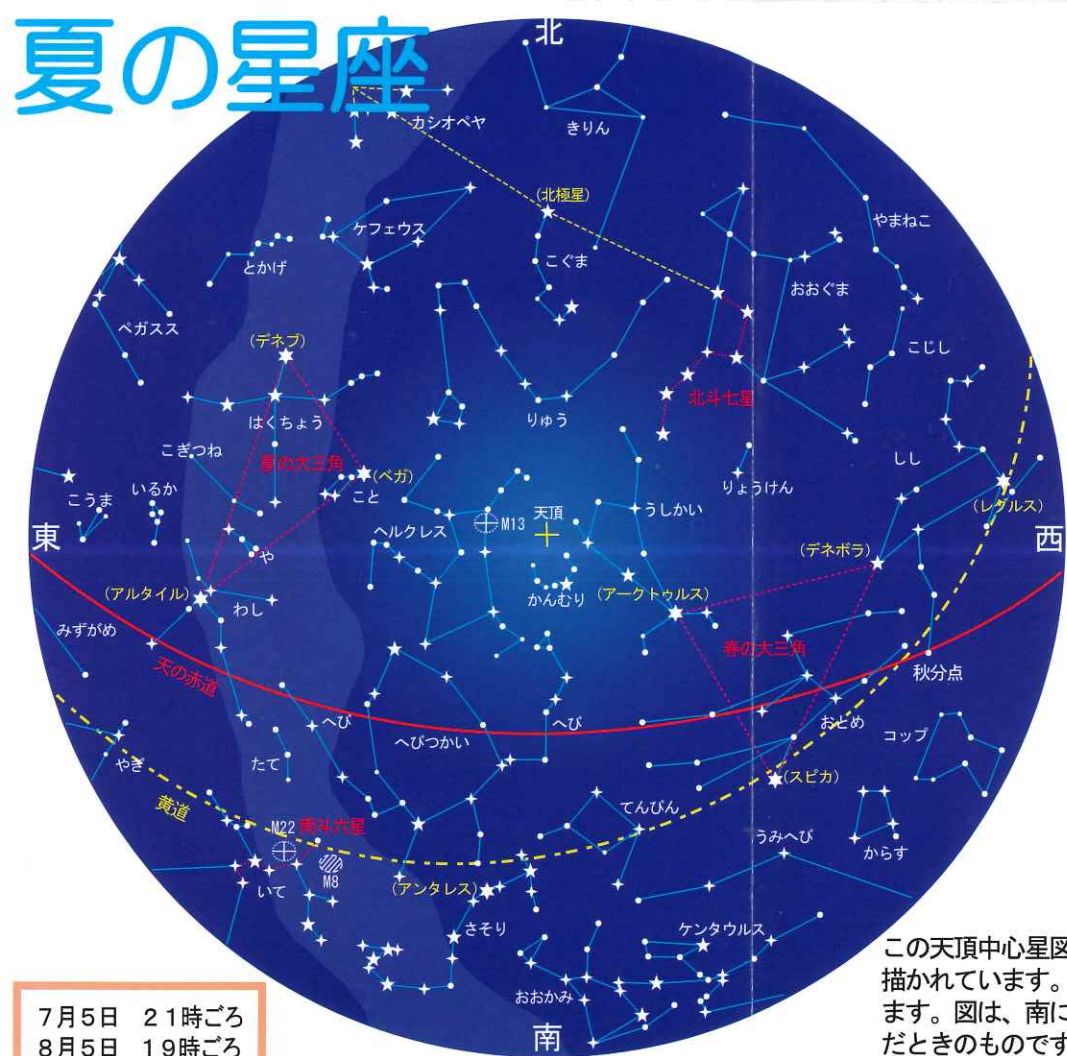 夏の星座
北
カシオペヤ
きりん
(北極星)
やまねこ
ケフェウス
とかげ
こぐま
おおぐま
ペガスス
(デネブ)
こじし
北斗七星
はくちょう
りゅう
こぎつね
夏の大三角
(ベガ)
こと
しし
りょうけん
いるか
こうま
(レグルス)
天頂
うしかい
M13
ヘルクレス
東
西
や
(デネボラ)
(アルタイル)
わし
かんむり
(アークトゥルス)
みずがめ
春の大三角
天の赤道
秋分点
へび
へび
おとめ
へびつかい
コップ
やぎ
たて
(スピカ)
黄道
てんびん
M22
南斗六星
うみへび
からす
M8
いて
(アンタレス)
さそり
ケンタウルス
おおかみ
南
7月5日 21時ごろ
8月5日 19時ごろ
この天頂中心星図
描かれています。
ます。図は、南に
だときのものです